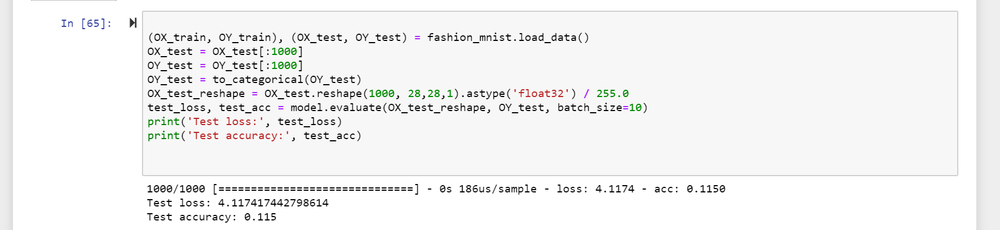 In [65]:
(OX_train, OY_train), (OX_test, OY_test) = fashion_mnist.load_data()
OX_test = OX_test[:1000]
OY_test = OY_test[:1000]
OY_test = to_categorical(OY_test)
OX_test_reshape = OX_test.reshape(1000, 28,28,1).astype('float32') / 255.0
test_loss, test_acc = model.evaluate(OX_test_reshape, OY_test, batch_size=10)
print('Test loss:', test_loss)
print('Test accuracy:', test_acc)
1000/1000 [==============================] - 0s 186us/sample - loss: 4.1174 - acc: 0.1150
Test loss: 4.117417442798614
Test accuracy: 0.115